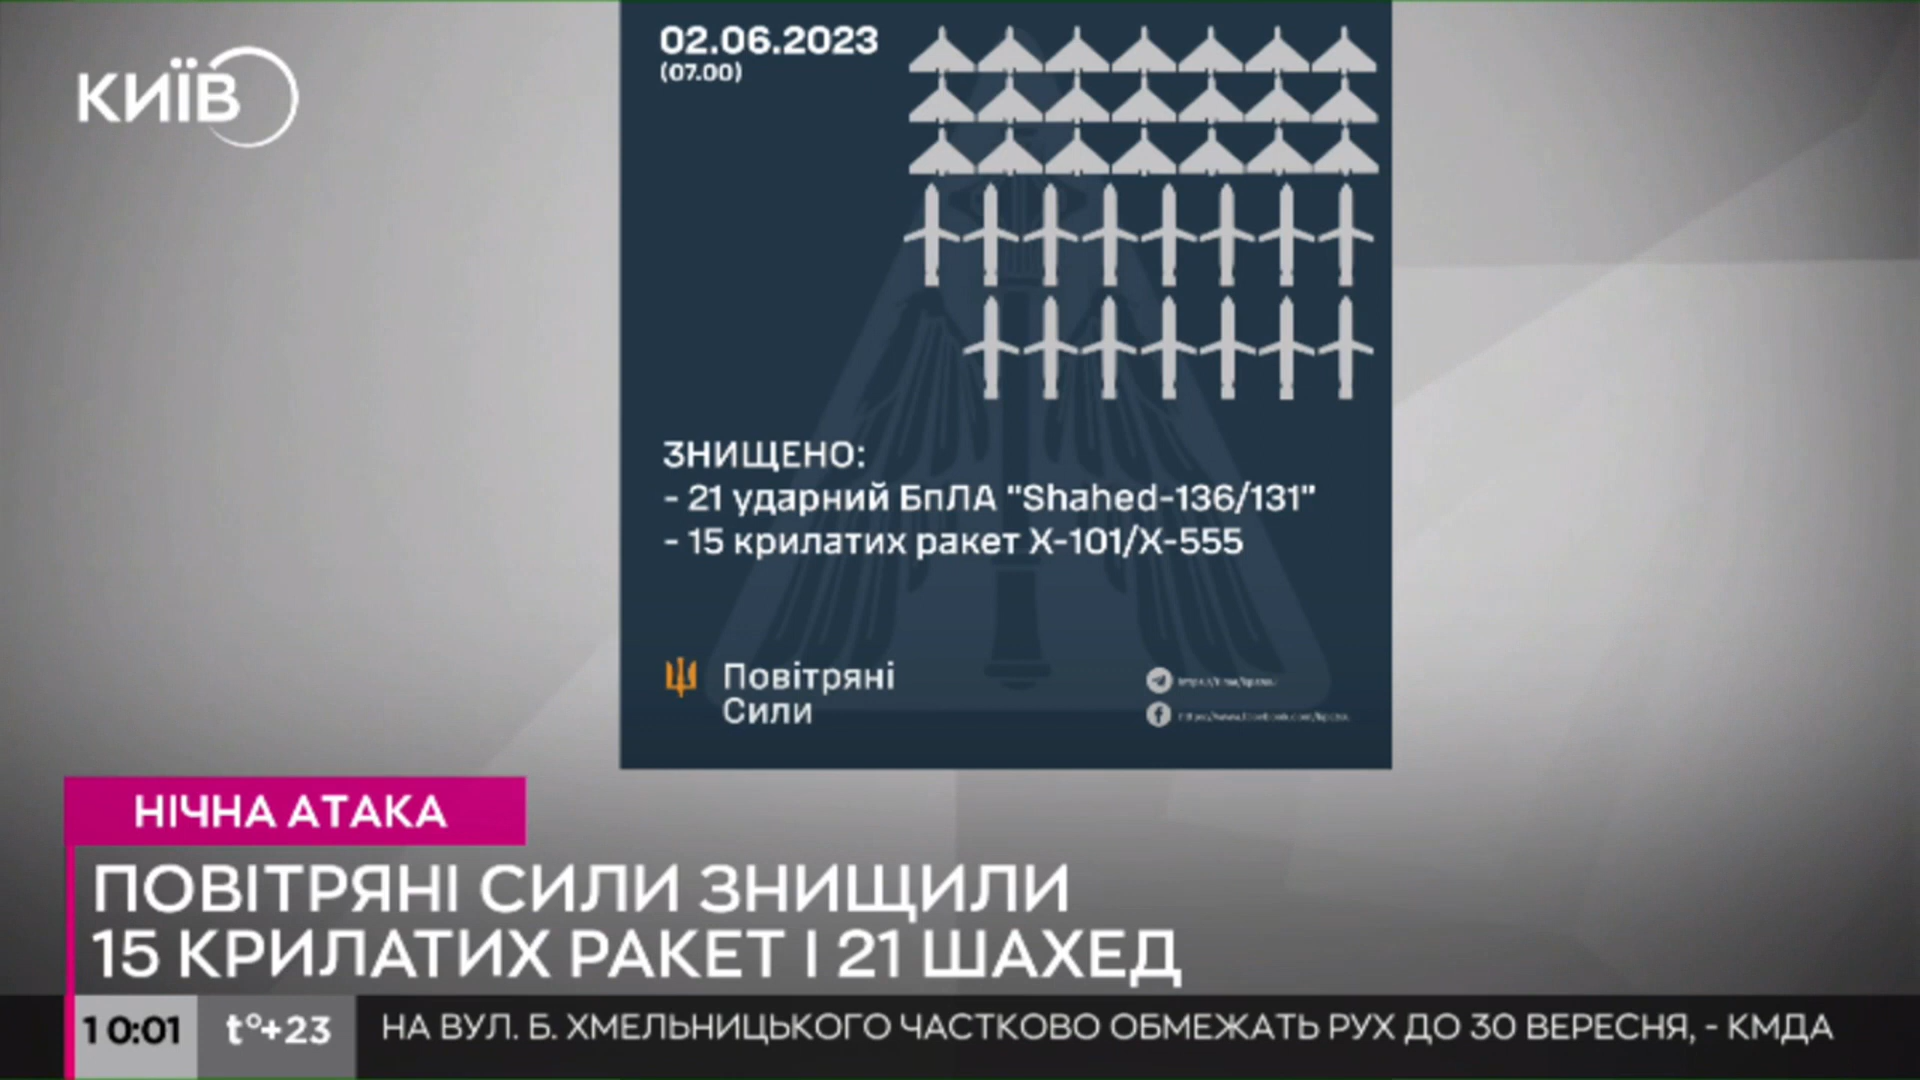 КИЇВ
02.06.2023
(07.00)
ЗНИЩЕНО:
- 21 ударний БпЛА "Shahed-136/131"
- 15 крилатих ракет Х-101/Х-555
Повітряні
Сили
НІЧНА АТАКА
ПОВІТРЯНІ СИЛИ ЗНИЩИЛИ
15 КРИЛАТИХ РАКЕТ І 21 ШАХЕД
10:01 t°+23 НА ВУЛ. Б. ХМЕЛЬНИЦЬКОГО ЧАСТКОВО ОБМЕЖАТЬ РУХ ДО 30 ВЕРЕСНЯ, - КМДА